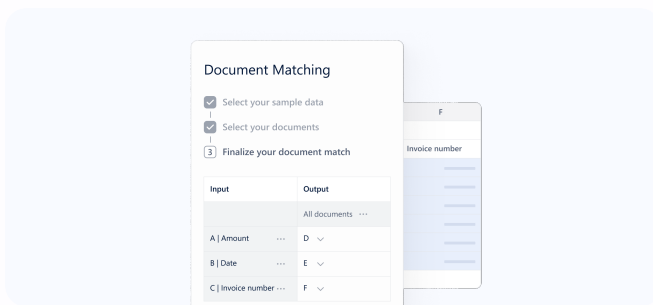 Document Matching
Select your sample data
Select your documents
3 Finalize your document match
Input Output
All documents ...
A | Amount ... D
B | Date ... E
C | Invoice number ... F
F
Invoice number